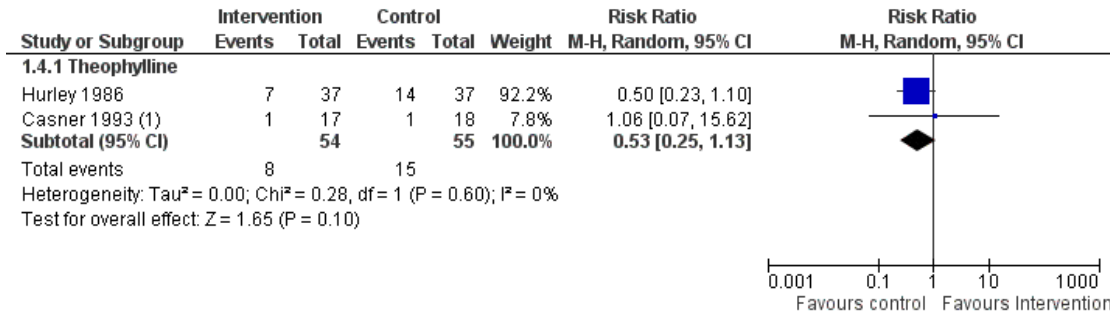 Intervention Control Risk Ratio Risk Ratio
Study or Subgroup Events Total Events Total Weight M-H, Random, 95% CI M-H, Random, 95% CI
1.4.1 Theophylline
Hurley 1986 7 37 14 37 92.2% 0.50 [0.23, 1.10]
Casner 1993 (1) 1 17 1 18 7.8% 1.06 [0.07, 15.62]
Subtotal (95% CI) 54 55 100.0% 0.53 [0.25, 1.13]
Total events 8 15
Heterogeneity: Tau² = 0.00; Chi² = 0.28, df = 1 (P = 0.60); I² = 0%
Test for overall effect: Z = 1.65 (P = 0.10)
0.001 0.1 1 10 1000
Favours control Favours Intervention